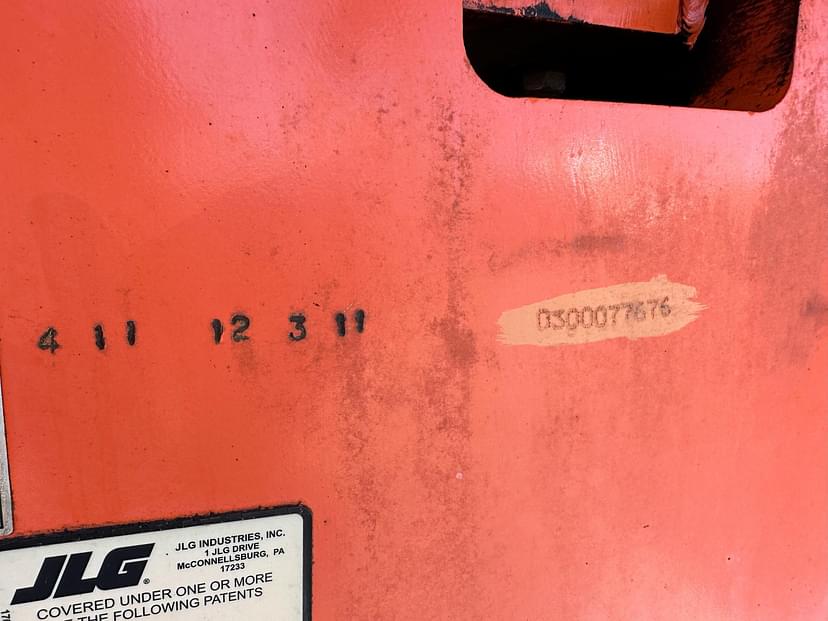 4 11 12 3 11
0300077676
JLG®
JLG INDUSTRIES, INC.
1 JLG DRIVE
McCONNELLSBURG, PA
17233
COVERED UNDER ONE OR MORE
THE FOLLOWING PATENTS